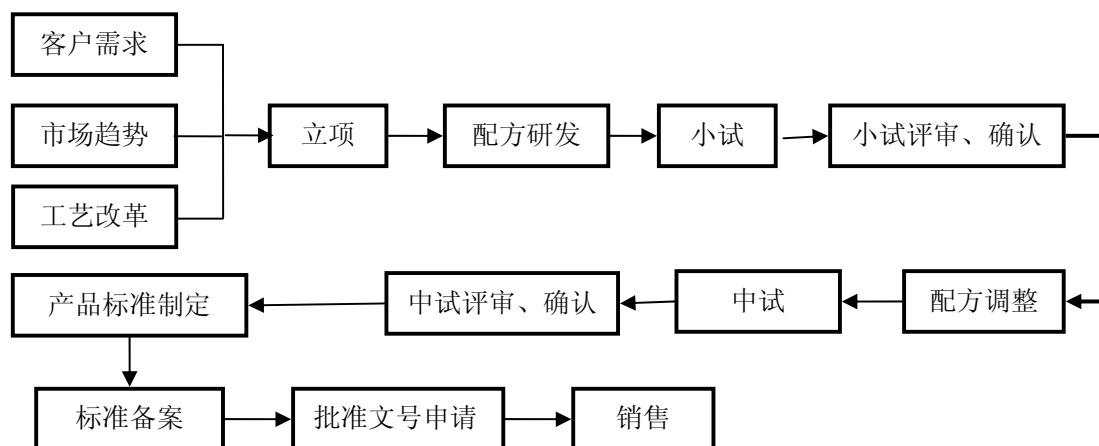 客户需求
市场趋势
工艺改革
立项
配方研发
小试
小试评审、确认
配方调整
中试
中试评审、确认
产品标准制定
标准备案
批准文号申请
销售